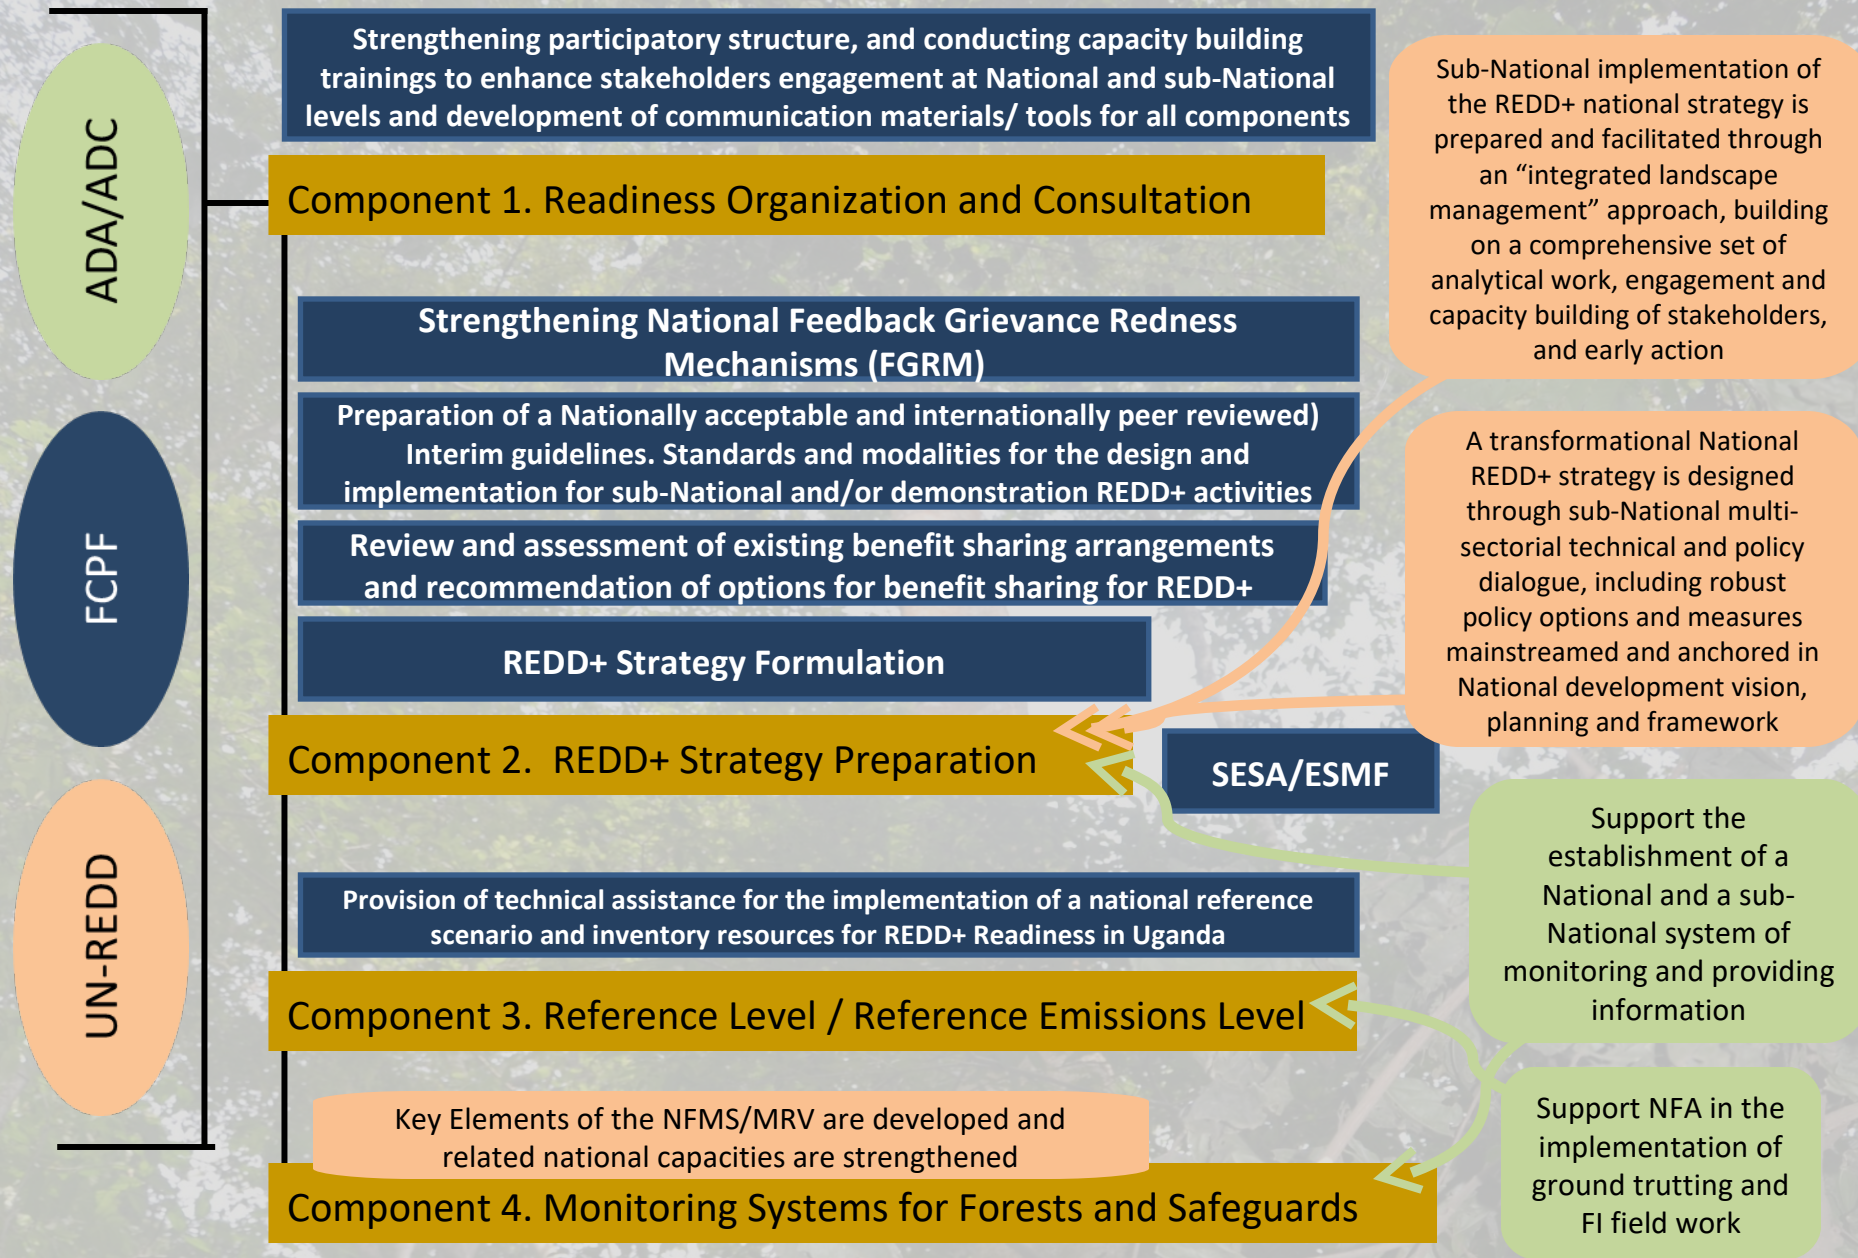 ADA/ADC
FCPF
UN-REDD
Strengthening participatory structure, and conducting capacity building
trainings to enhance stakeholders engagement at National and sub-National
levels and development of communication materials/ tools for all components
Component 1. Readiness Organization and Consultation
Strengthening National Feedback Grievance Redness
Mechanisms (FGRM)
Preparation of a Nationally acceptable and internationally peer reviewed)
Interim guidelines. Standards and modalities for the design and
implementation for sub-National and/or demonstration REDD+ activities
Review and assessment of existing benefit sharing arrangements
and recommendation of options for benefit sharing for REDD+
REDD+ Strategy Formulation
Component 2. REDD+ Strategy Preparation
SESA/ESMF
Provision of technical assistance for the implementation of a national reference
scenario and inventory resources for REDD+ Readiness in Uganda
Component 3. Reference Level / Reference Emissions Level
Key Elements of the NFMS/MRV are developed and
related national capacities are strengthened
Component 4. Monitoring Systems for Forests and Safeguards
Sub-National implementation of
the REDD+ national strategy is
prepared and facilitated through
an “integrated landscape
management” approach, building
on a comprehensive set of
analytical work, engagement and
capacity building of stakeholders,
and early action
A transformational National
REDD+ strategy is designed
through sub-National multi-
sectorial technical and policy
dialogue, including robust
policy options and measures
mainstreamed and anchored in
National development vision,
planning and framework
Support the
establishment of a
National and a sub-
National system of
monitoring and providing
information
Support NFA in the
implementation of
ground trutting and
FI field work